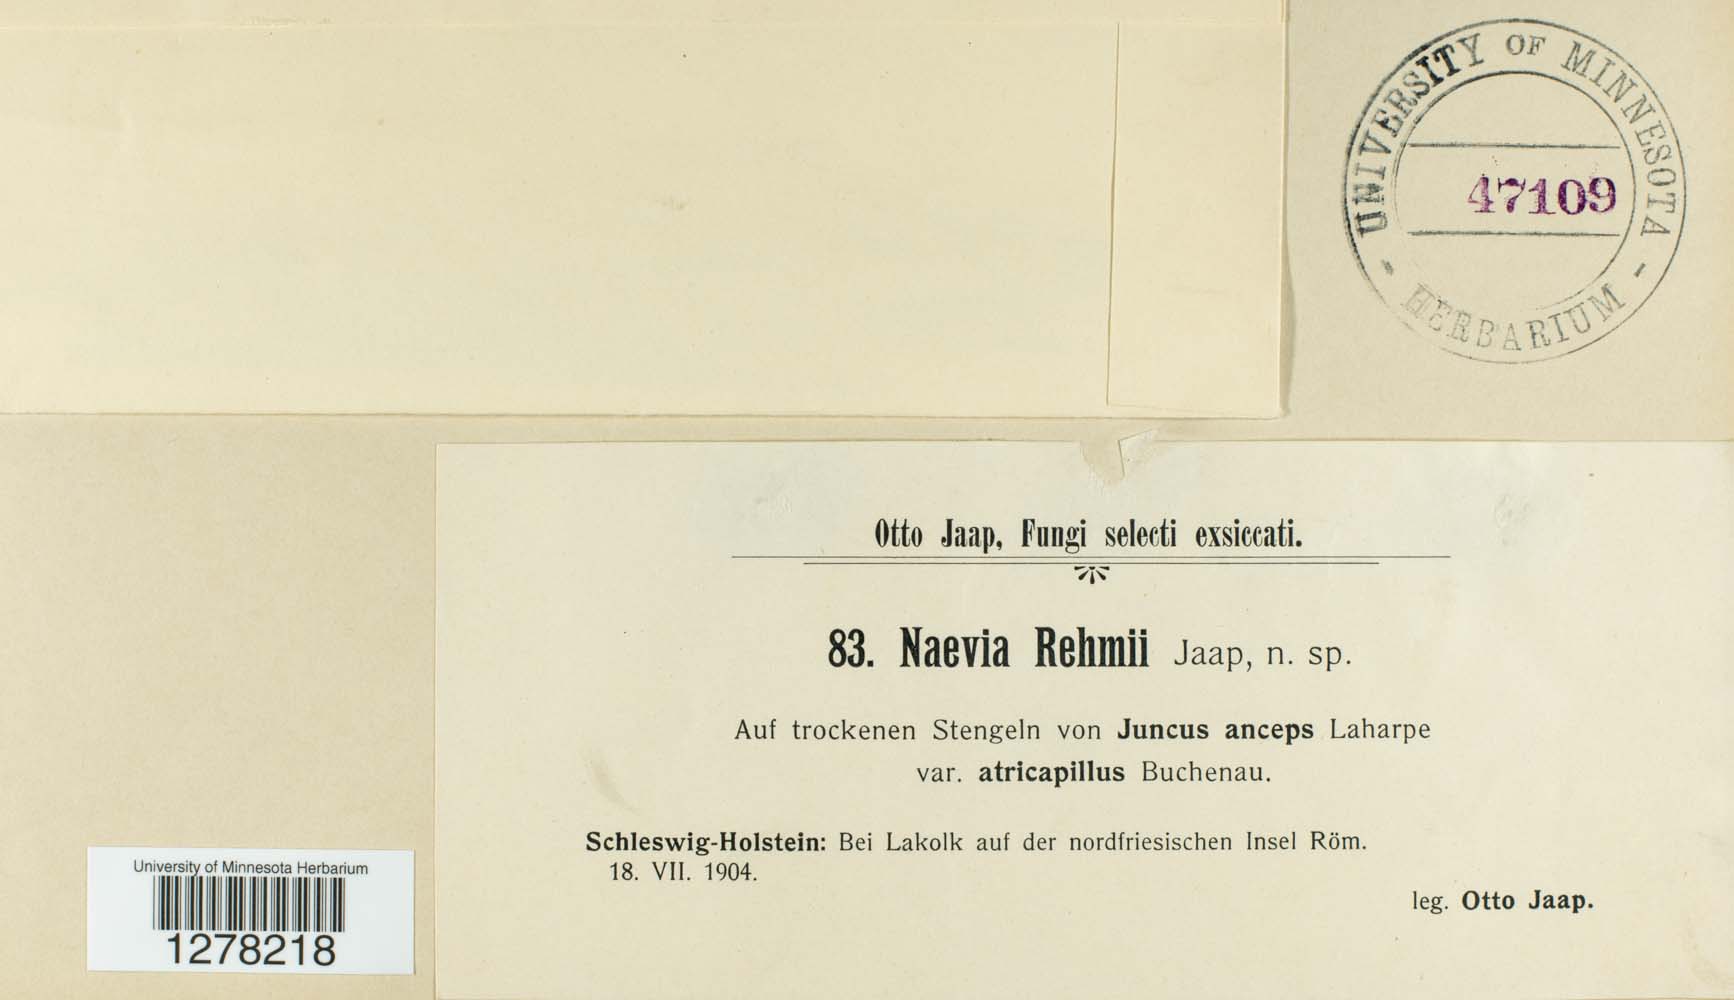 UNIVERSITY OF MINNESOTA
47109
- HERBARIUM -
Otto Jaap, Fungi selecti exsiccati.
83. Naevia Rehmii Jaap, n. sp.
Auf trockenen Stengeln von Juncus anceps Laharpe
var. atricapillus Buchenau.
Schleswig-Holstein: Bei Lakolk auf der nordfriesischen Insel Röm.
18. VII. 1904.
leg. Otto Jaap.
University of Minnesota Herbarium
1278218